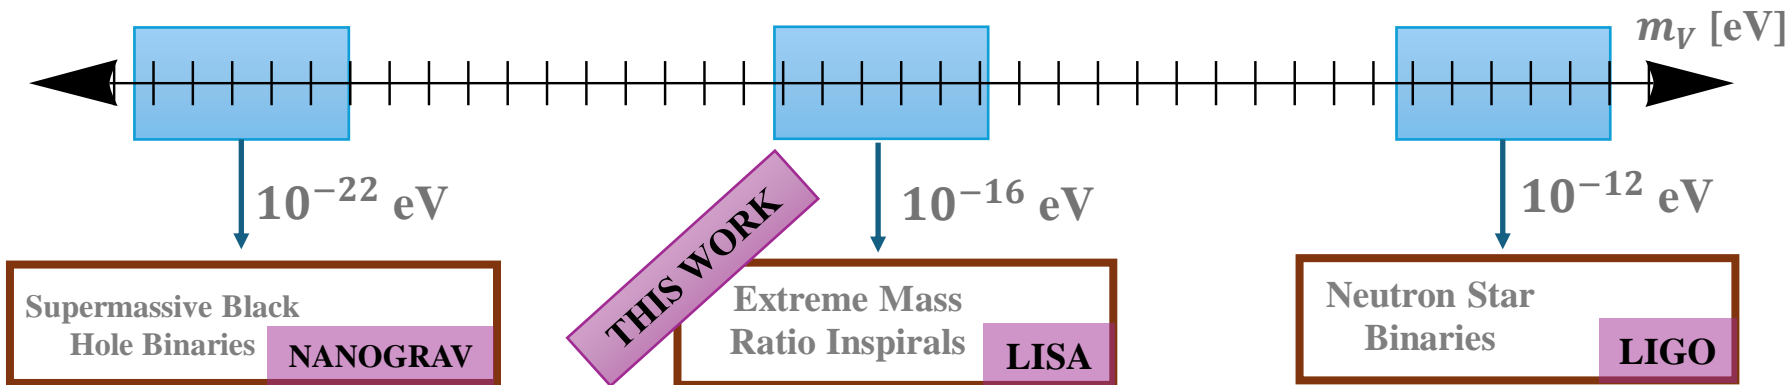 m_V [eV]
10^{-22} eV
10^{-16} eV
10^{-12} eV
THIS WORK
Supermassive Black
Hole Binaries
NANOGRAV
Extreme Mass
Ratio Inspirals
LISA
Neutron Star
Binaries
LIGO